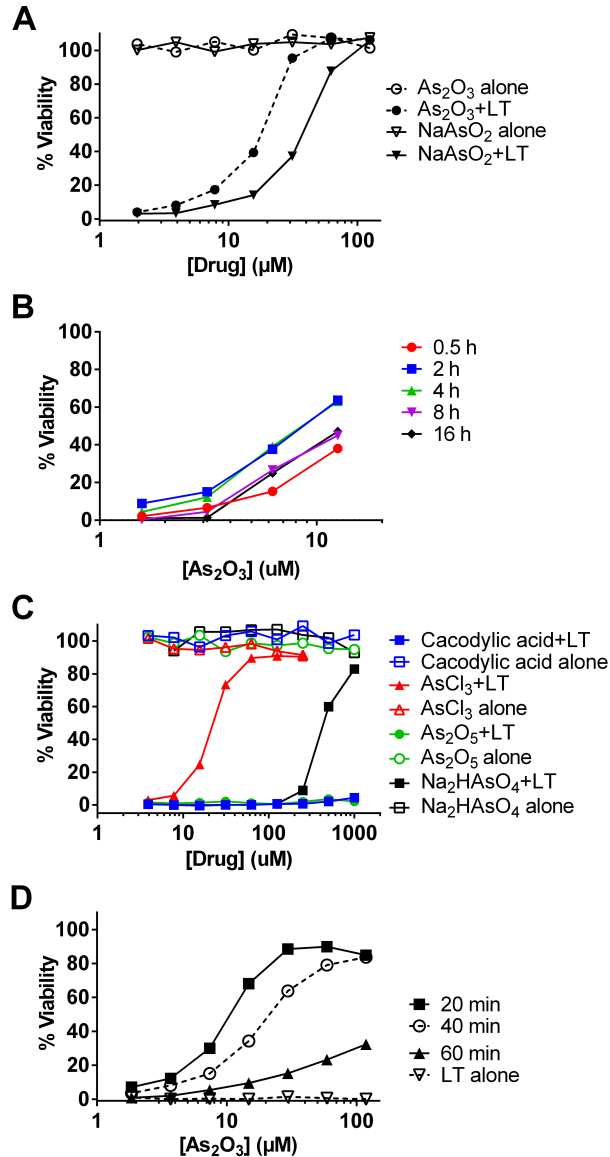 A
100
80
60
40
20
0
% Viability
1
10
100
[Drug] (µM)
As₂O₃ alone
As₂O₃+LT
NaAsO₂ alone
NaAsO₂+LT
B
100
80
60
40
20
0
% Viability
1
10
[As₂O₃] (uM)
0.5 h
2 h
4 h
8 h
16 h
C
100
80
60
40
20
0
% Viability
1
10
100
1000
[Drug] (uM)
Cacodylic acid+LT
Cacodylic acid alone
AsCl₃+LT
AsCl₃ alone
As₂O₅+LT
As₂O₅ alone
Na₂HAsO₄+LT
Na₂HAsO₄ alone
D
100
80
60
40
20
0
% Viability
1
10
100
[As₂O₃] (µM)
20 min
40 min
60 min
LT alone